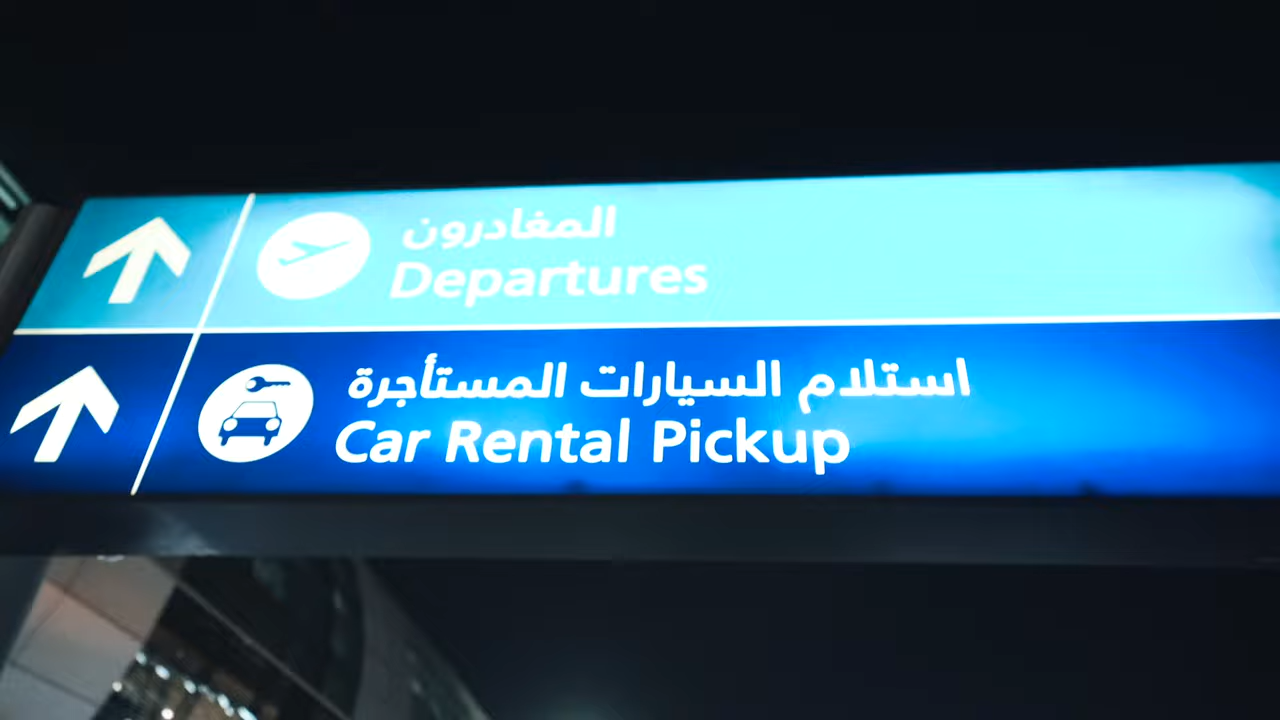 المغادرون
Departures
استلام السيارات المستأجرة
Car Rental Pickup